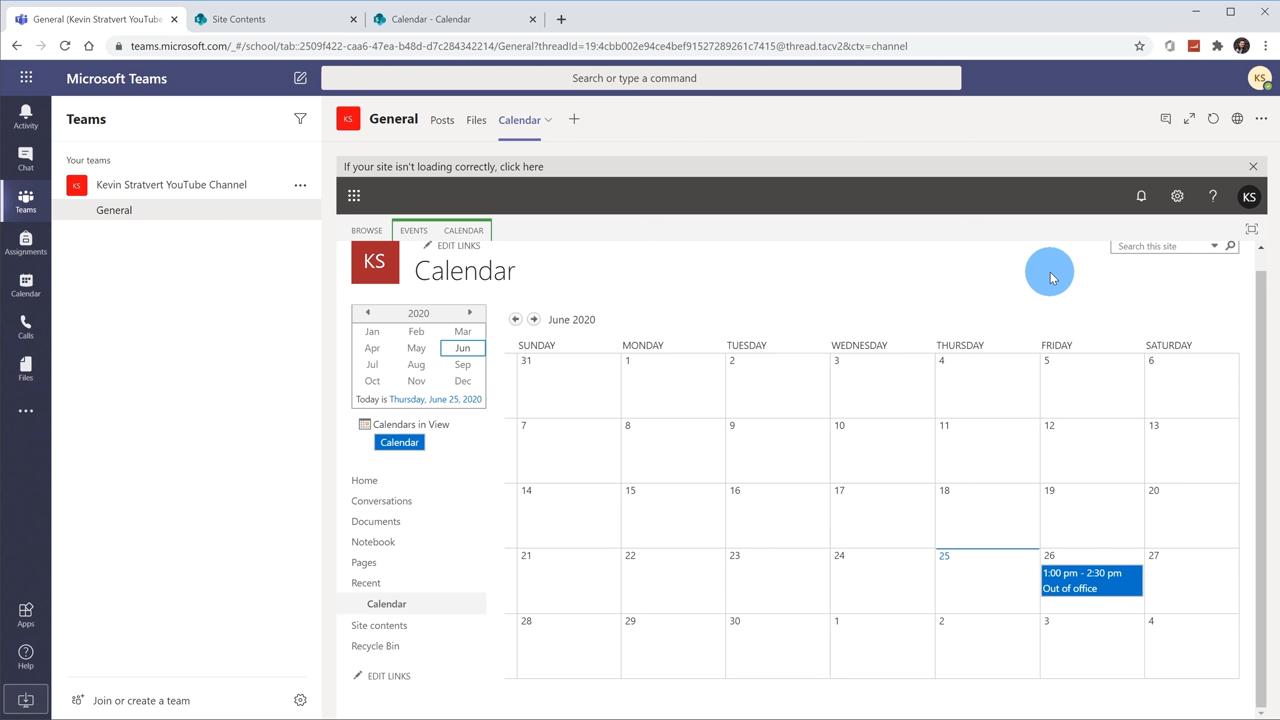 General (Kevin Stratvert YouTube
Site Contents
Calendar - Calendar
teams.microsoft.com/_#/school/tab::2509f422-caa6-47ea-b48d-d7c284342214/General?threadId=19:4cbb002e94ce4bef91527289261c7415@thread.tacv2&ctx=channel
Microsoft Teams
Search or type a command
KS
Activity
Chat
Teams
Assignments
Calendar
Calls
Files
Apps
Help
Teams
Your teams
KS Kevin Stratvert YouTube Channel
General
Join or create a team
KS General Posts Files Calendar
If your site isn't loading correctly, click here
KS
BROWSE EVENTS CALENDAR
EDIT LINKS
Search this site
KS Calendar
2020
Jan Feb Mar
Apr May Jun
Jul Aug Sep
Oct Nov Dec
Today is Thursday, June 25, 2020
Calendars in View
Calendar
Home
Conversations
Documents
Notebook
Pages
Recent
Calendar
Site contents
Recycle Bin
EDIT LINKS
June 2020
SUNDAY MONDAY TUESDAY WEDNESDAY THURSDAY FRIDAY SATURDAY
31 1 2 3 4 5 6
7 8 9 10 11 12 13
14 15 16 17 18 19 20
21 22 23 24 25 26 27
1:00 pm - 2:30 pm
Out of office
28 29 30 1 2 3 4